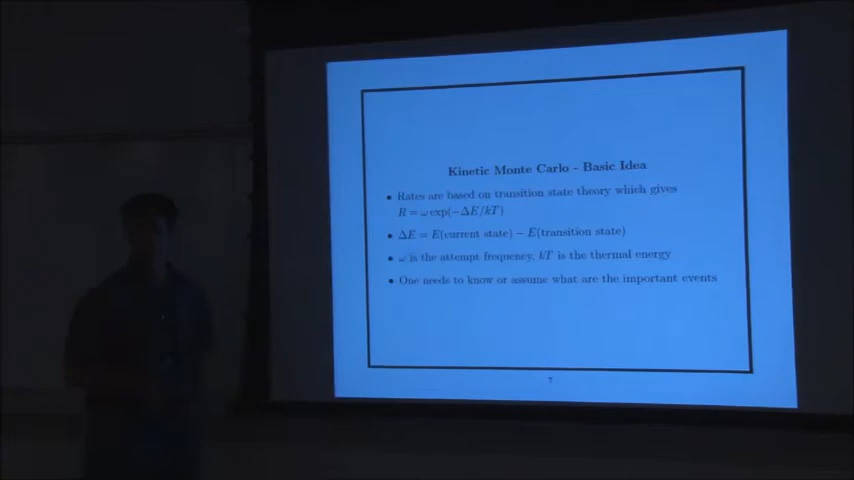 Kinetic Monte Carlo - Basic Idea
• Rates are based on transition state theory which gives
R = ω exp(−ΔE/kT)
• ΔE = E(current state) − E(transition state)
• ω is the attempt frequency, kT is the thermal energy
• One needs to know or assume what are the important events
7